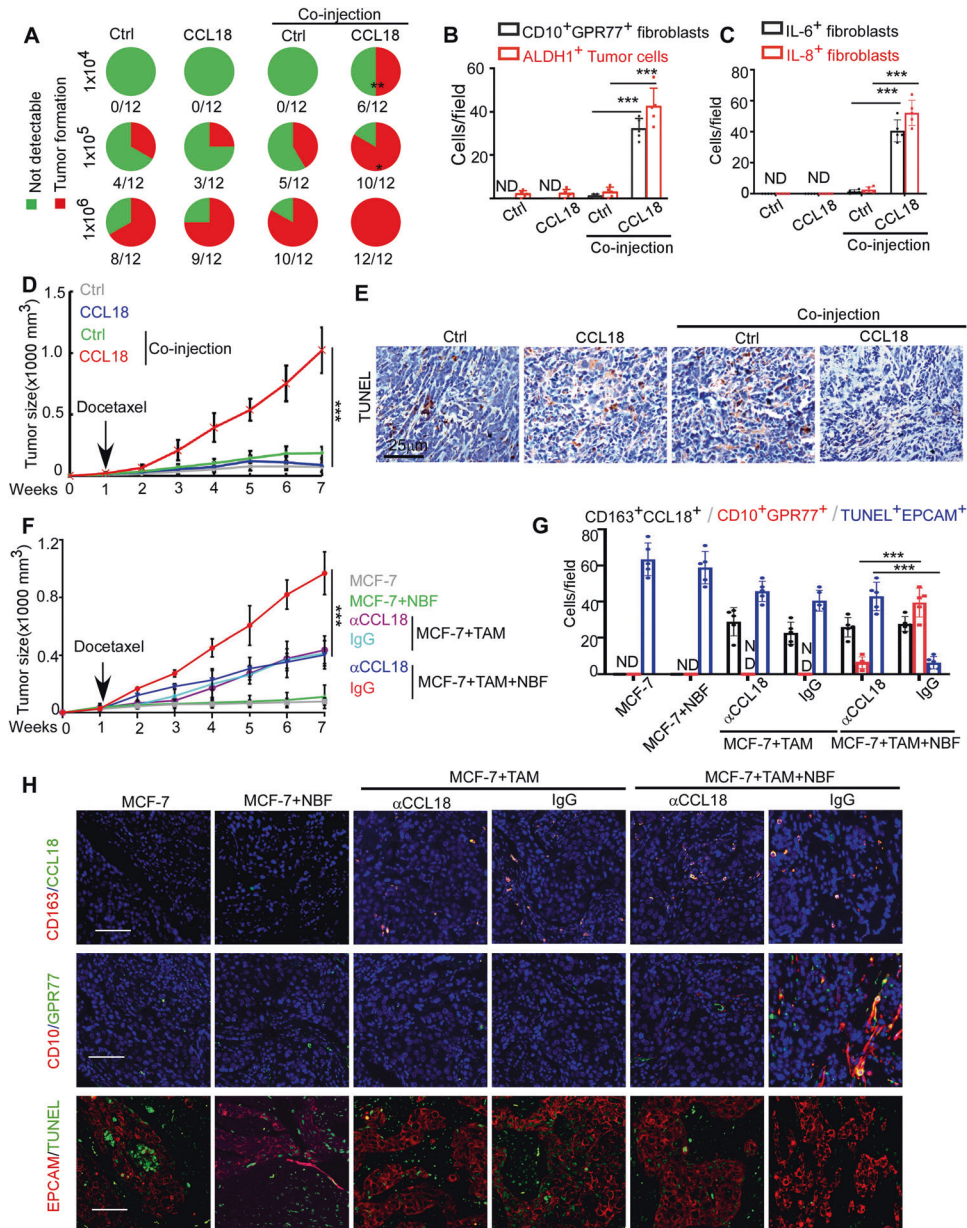 A
Co-injection
Ctrl CCL18 Ctrl CCL18
Not detectable
Tumor formation
1x10⁴
**
0/12 0/12 0/12 6/12
1x10⁵
*
4/12 3/12 5/12 10/12
1x10⁶
8/12 9/12 10/12 12/12
B
CD10⁺GPR77⁺ fibroblasts
ALDH1⁺ Tumor cells
Cells/field
60
40
20
0
***
***
ND ND
Ctrl CCL18 Ctrl CCL18
Co-injection
C
IL-6⁺ fibroblasts
IL-8⁺ fibroblasts
Cells/field
80
60
40
20
0
***
***
ND ND
Ctrl CCL18 Ctrl CCL18
Co-injection
D
Tumor size(x1000 mm³)
1.5
1.0
0.5
0
Ctrl
CCL18
Ctrl
CCL18
Co-injection
Docetaxel
***
Weeks 0 1 2 3 4 5 6 7
E
Co-injection
Ctrl CCL18 Ctrl CCL18
TUNEL
25nm
F
Tumor size(x1000 mm³)
1.2
0.8
0.4
0
Docetaxel
***
Weeks 0 1 2 3 4 5 6 7
MCF-7
MCF-7+NBF
αCCL18
IgG
MCF-7+TAM
αCCL18
IgG
MCF-7+TAM+NBF
G
CD163⁺CCL18⁺ / CD10⁺GPR77⁺ / TUNEL⁺EPCAM⁺
Cells/field
80
60
40
20
0
***
***
ND ND ND ND
MCF-7 MCF-7+NBF αCCL18 IgG αCCL18 IgG
MCF-7+TAM MCF-7+TAM+NBF
H
MCF-7+TAM MCF-7+TAM+NBF
MCF-7 MCF-7+NBF αCCL18 IgG αCCL18 IgG
CD163/CCL18
CD10/GPR77
EPCAM/TUNEL